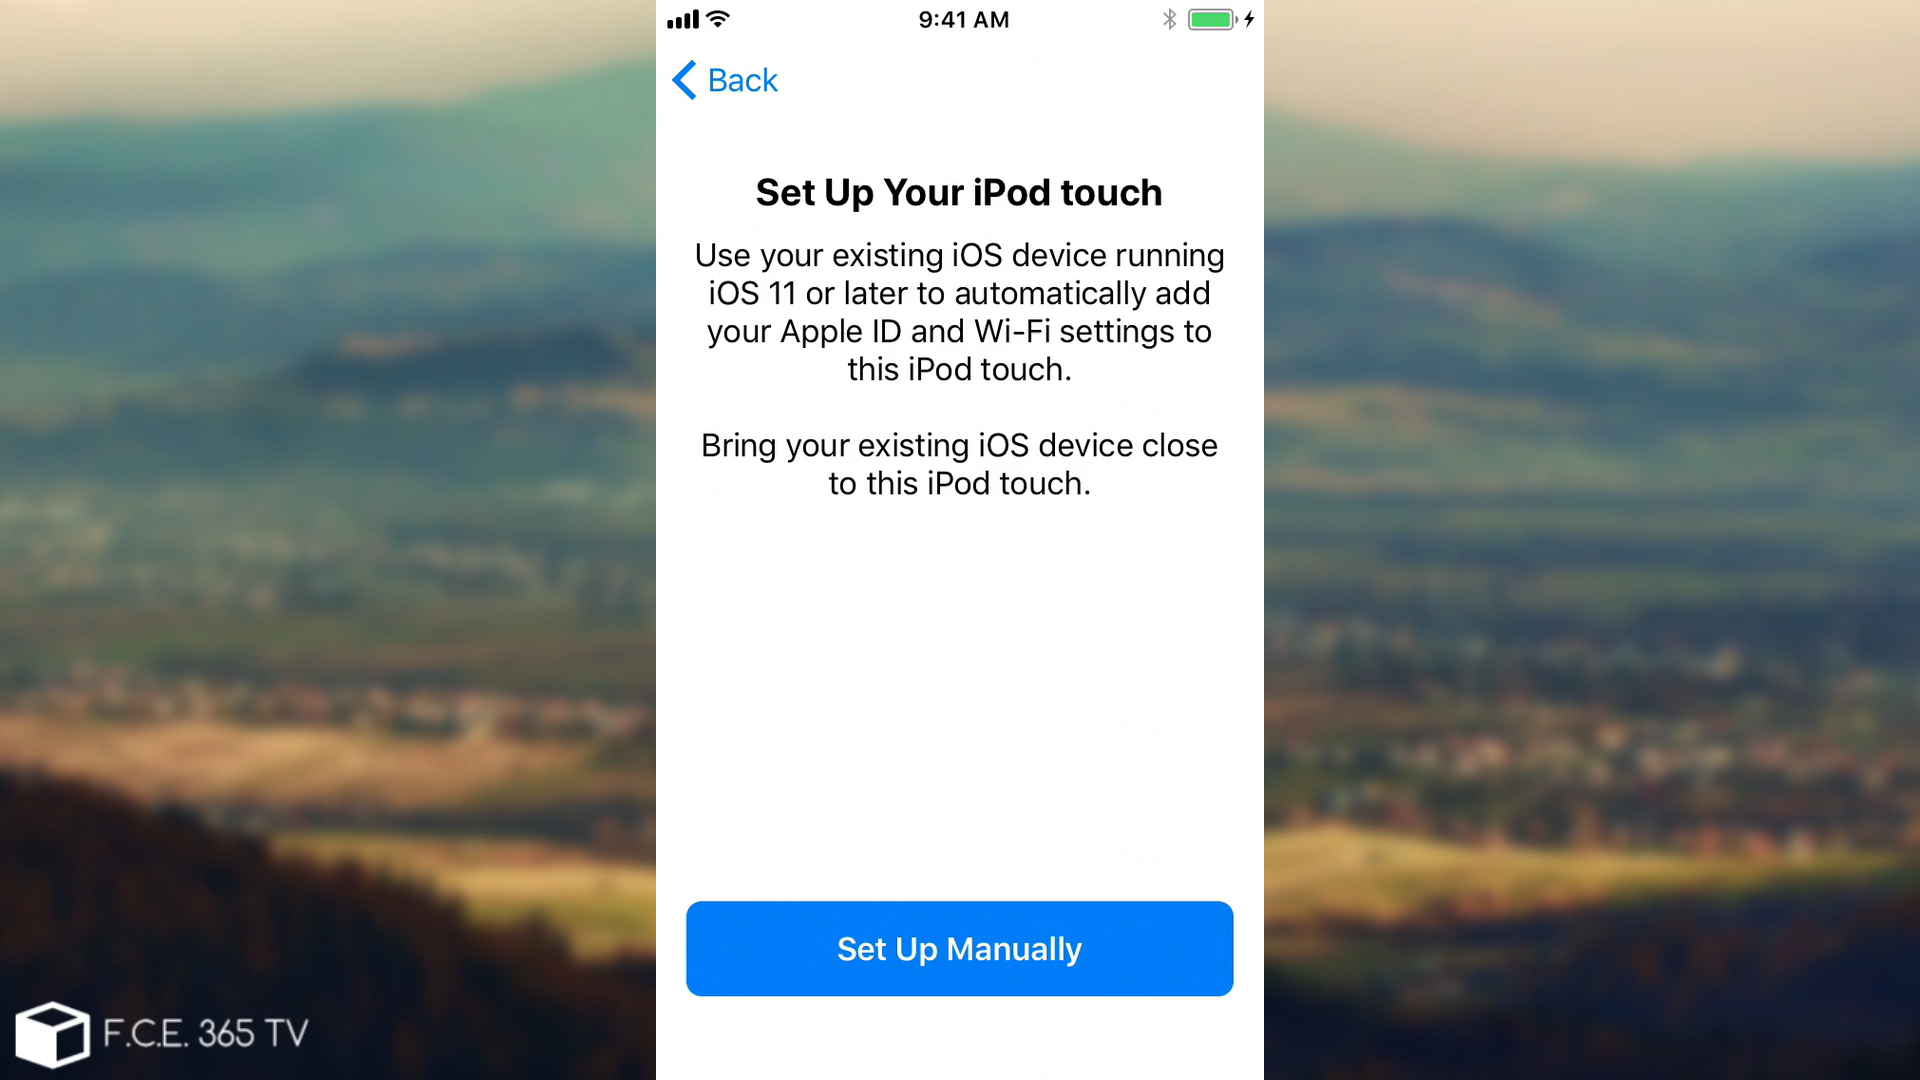 9:41 AM
Back
Set Up Your iPod touch
Use your existing iOS device running
iOS 11 or later to automatically add
your Apple ID and Wi-Fi settings to
this iPod touch.
Bring your existing iOS device close
to this iPod touch.
Set Up Manually
F.C.E. 365 TV